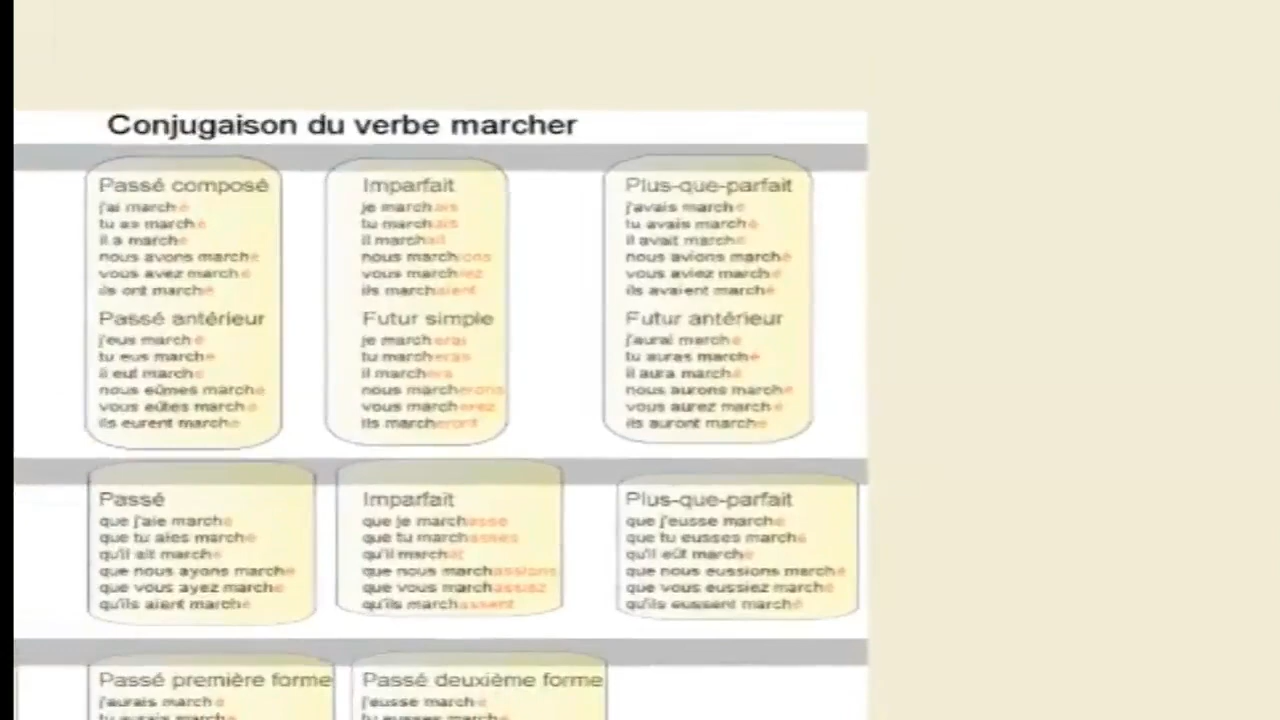 Conjugaison du verbe marcher
Passé composé
j'ai marché
tu as marché
il a marché
nous avons marché
vous avez marché
ils ont marché
Passé antérieur
j'eus marché
tu eus marché
il eut marché
nous eûmes marché
vous eûtes marché
ils eurent marché
Imparfait
je marchais
tu marchais
il marchait
nous marchions
vous marchiez
ils marchaient
Futur simple
je marcherai
tu marcheras
il marchera
nous marcherons
vous marcherez
ils marcheront
Plus-que-parfait
j'avais marché
tu avais marché
il avait marché
nous avions marché
vous aviez marché
ils avaient marché
Futur antérieur
j'aurai marché
tu auras marché
il aura marché
nous aurons marché
vous aurez marché
ils auront marché
Passé
que j'aie marché
que tu aies marché
qu'il ait marché
que nous ayons marché
que vous ayez marché
qu'ils aient marché
Imparfait
que je marchasse
que tu marchasses
qu'il marchât
que nous marchassions
que vous marchassiez
qu'ils marchassent
Plus-que-parfait
que j'eusse marché
que tu eusses marché
qu'il eût marché
que nous eussions marché
que vous eussiez marché
qu'ils eussent marché
Passé première forme
j'aurais marché
tu aurais marché
Passé deuxième forme
j'eusse marché
tu eusses marché